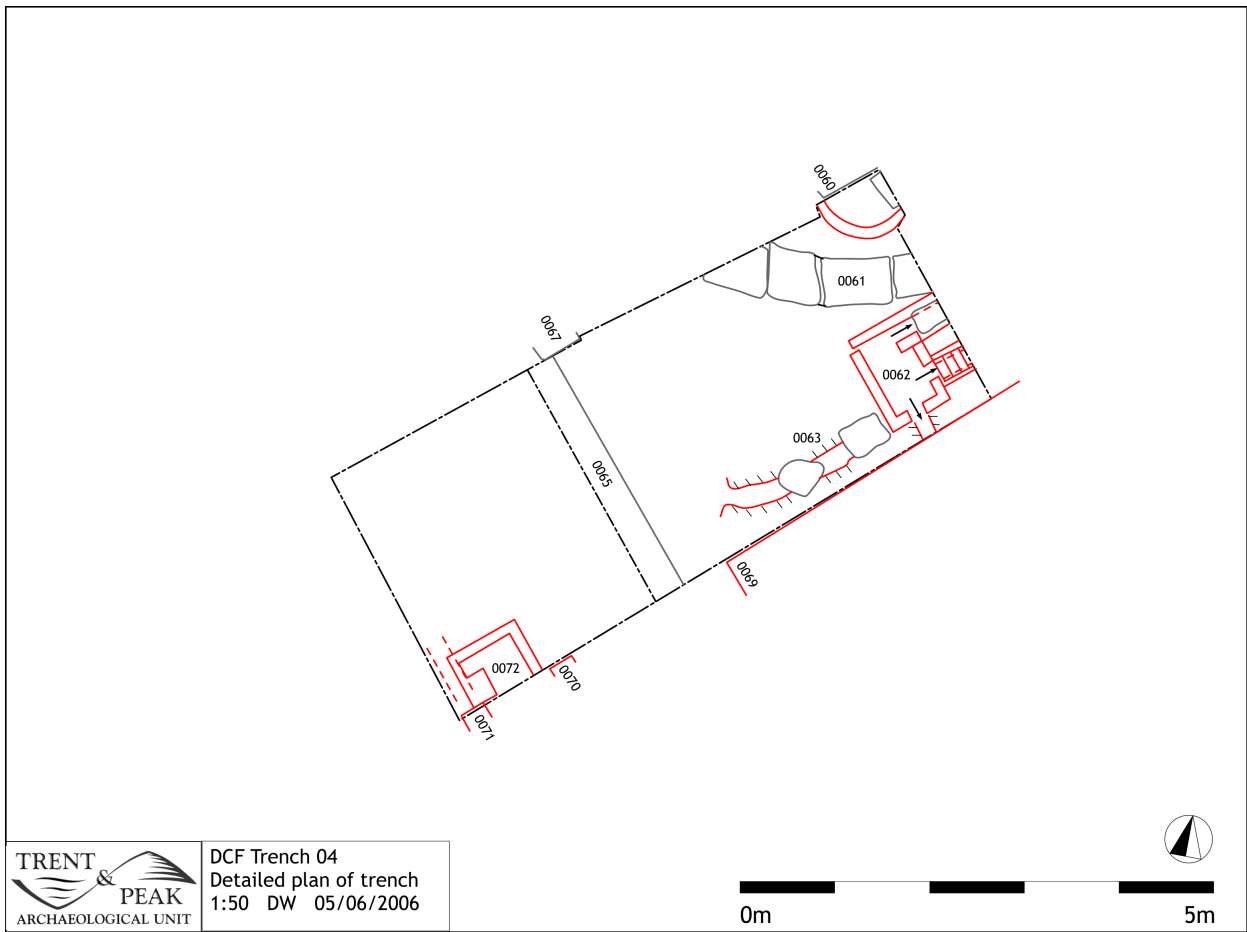 0060
0061
0067
0062
0063
0065
0069
0072
0070
0071
TRENT
&
PEAK
ARCHAEOLOGICAL UNIT
DCF Trench 04
Detailed plan of trench
1:50 DW 05/06/2006
0m 5m